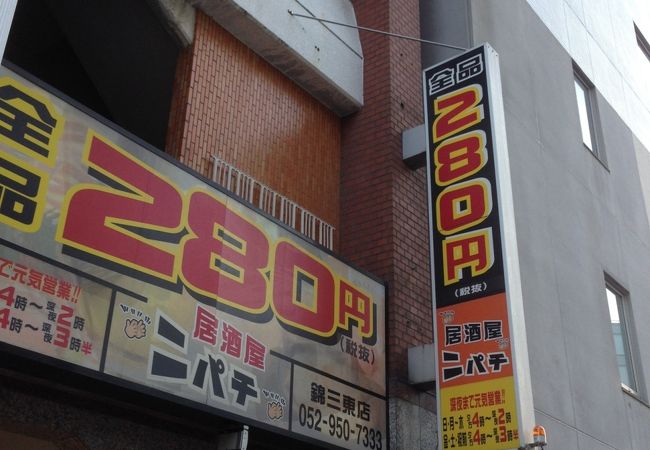 全品
280円
(税抜)
まで元気営業!!
4時〜深夜2時
4時〜深夜3時半
居酒屋
ニパチ
錦三東店
052-950-7333
全品
280円
(税抜)
居酒屋
ニパチ
深夜まで元気営業!!
日・月〜木 4時〜深夜2時
金・土・祝前 4時〜深夜3時半